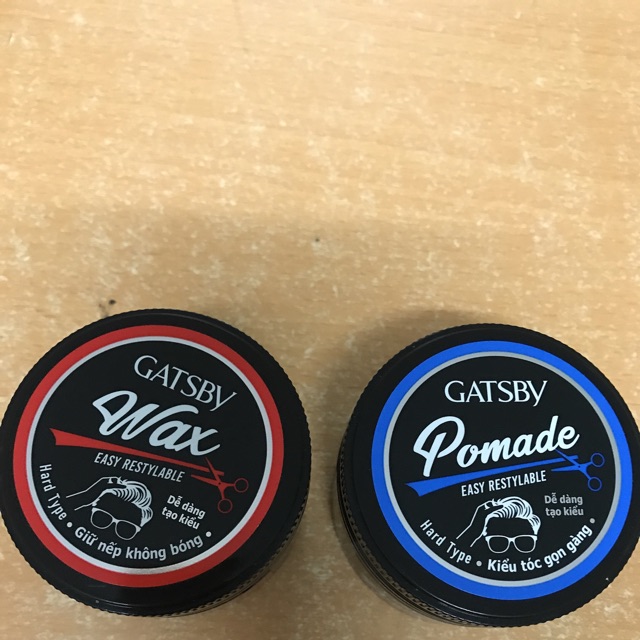 GATSBY
Wax
EASY RESTYLABLE
Dễ dàng
tạo kiểu
Hard Type • Giữ nếp không bóng •
GATSBY
Pomade
EASY RESTYLABLE
Dễ dàng
tạo kiểu
Hard Type • Kiểu tóc gọn gàng •